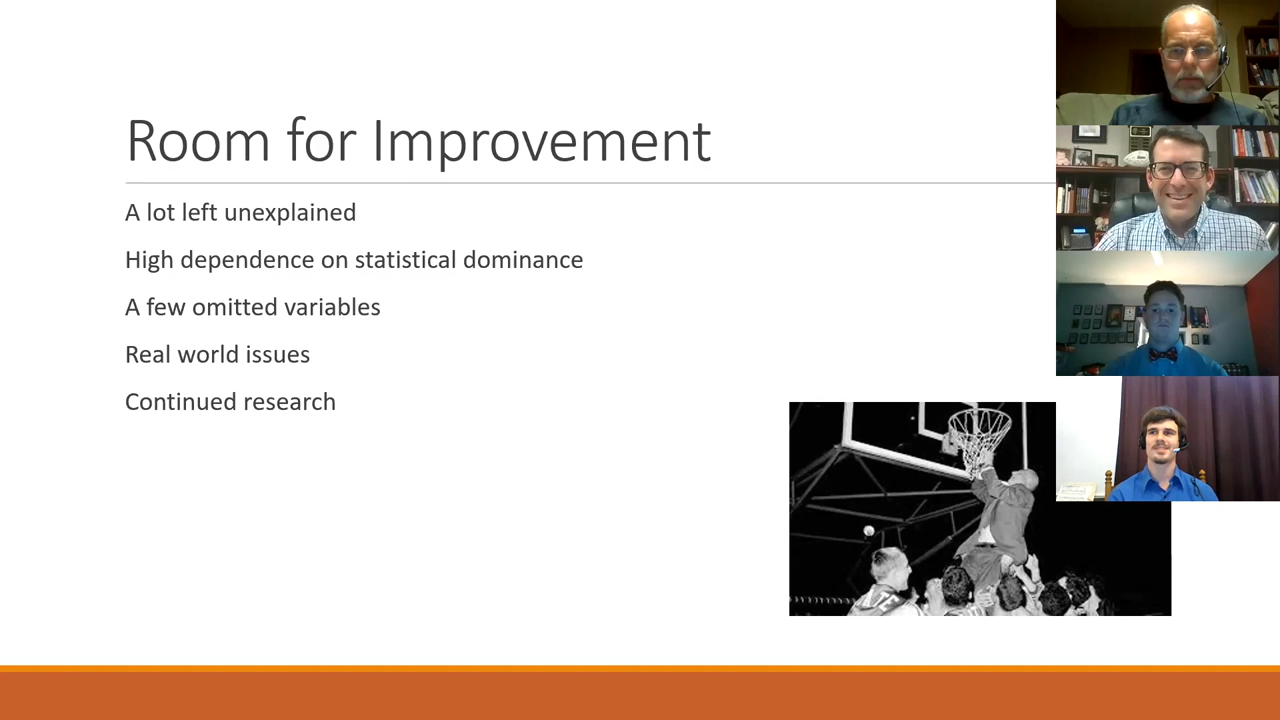 Room for Improvement
A lot left unexplained
High dependence on statistical dominance
A few omitted variables
Real world issues
Continued research